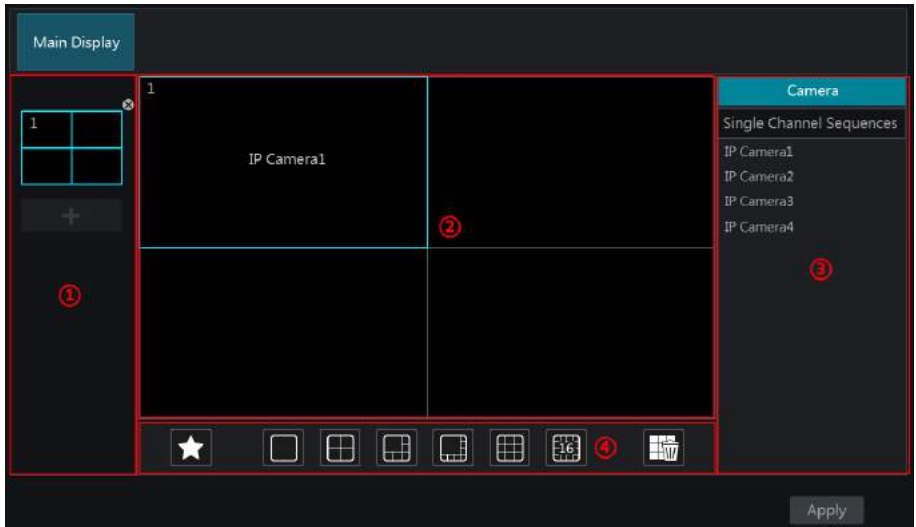 Main Display
1
1
IP Camera1
Camera
Single Channel Sequences
IP Camera1
IP Camera2
IP Camera3
IP Camera4
①
②
③
16
④
Apply